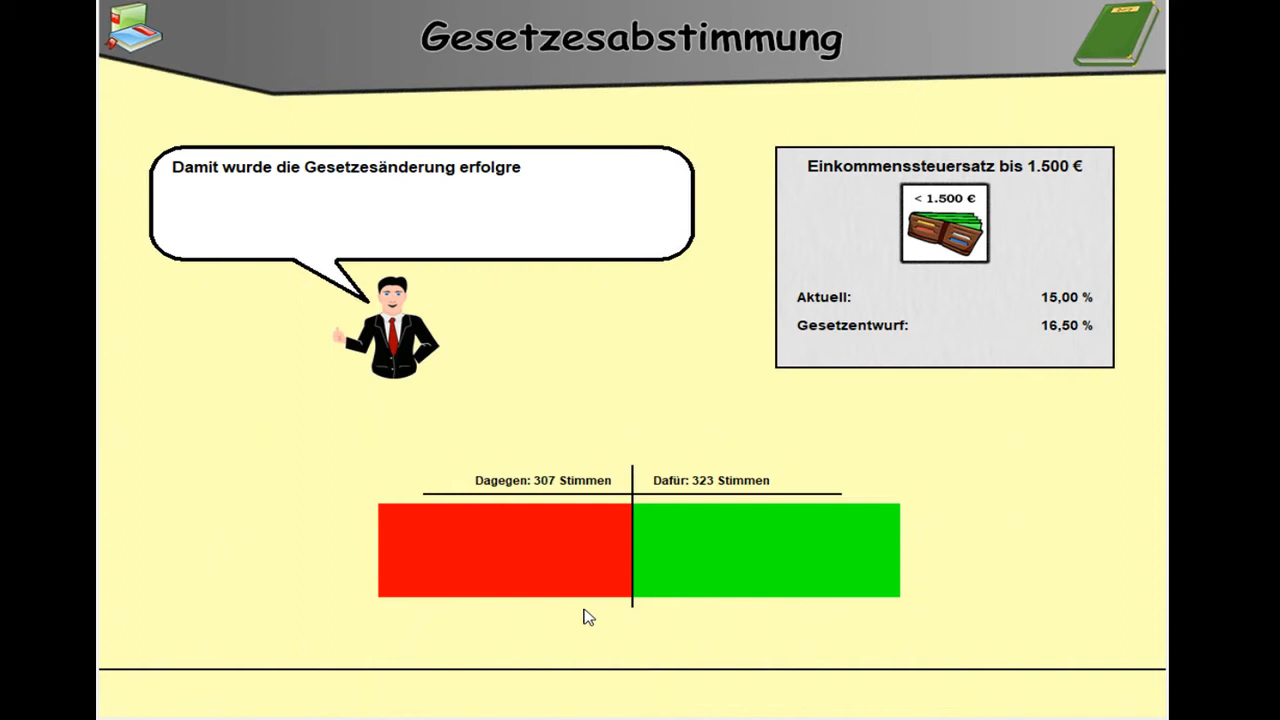 Gesetzesabstimmung
Damit wurde die Gesetzesänderung erfolgre
Einkommenssteuersatz bis 1.500 €
< 1.500 €
Aktuell: 15,00 %
Gesetzentwurf: 16,50 %
Dagegen: 307 Stimmen Dafür: 323 Stimmen